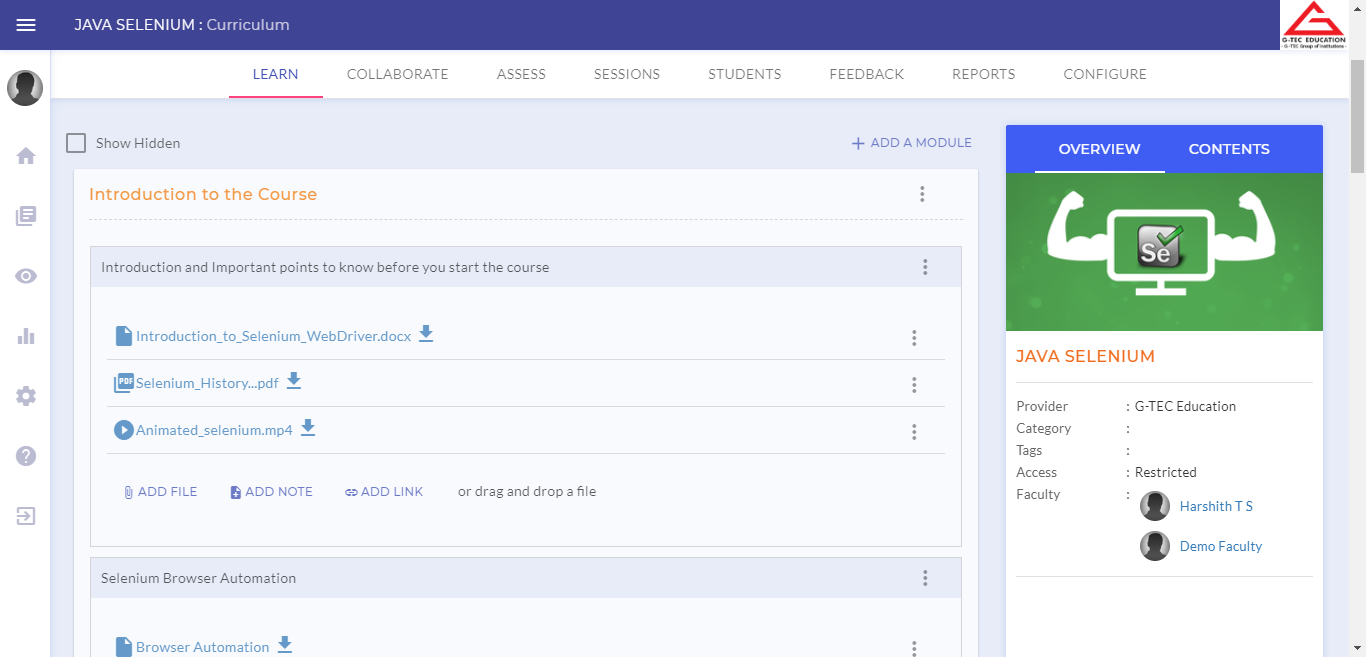 JAVA SELENIUM : Curriculum
G-TEC EDUCATION
- G-TEC Group of Institutions -
LEARN
COLLABORATE
ASSESS
SESSIONS
STUDENTS
FEEDBACK
REPORTS
CONFIGURE
Show Hidden
ADD A MODULE
Introduction to the Course
Introduction and Important points to know before you start the course
Introduction_to_Selenium_WebDriver.docx
PDF
Selenium_History...pdf
Animated_selenium.mp4
ADD FILE
ADD NOTE
ADD LINK
or drag and drop a file
Selenium Browser Automation
Browser Automation
OVERVIEW
CONTENTS
Se
JAVA SELENIUM
Provider : G-TEC Education
Category :
Tags :
Access : Restricted
Faculty :
Harshith T S
Demo Faculty